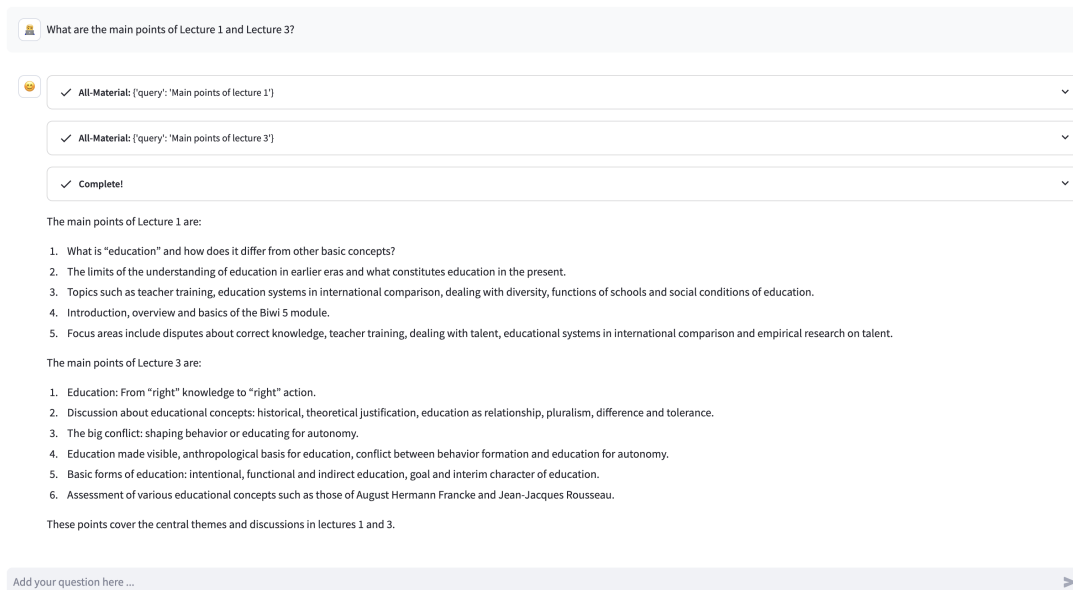 What are the main points of Lecture 1 and Lecture 3?
All-Material: {'query': 'Main points of lecture 1'}
All-Material: {'query': 'Main points of lecture 3'}
Complete!
The main points of Lecture 1 are:
1. What is “education” and how does it differ from other basic concepts?
2. The limits of the understanding of education in earlier eras and what constitutes education in the present.
3. Topics such as teacher training, education systems in international comparison, dealing with diversity, functions of schools and social conditions of education.
4. Introduction, overview and basics of the Biwi 5 module.
5. Focus areas include disputes about correct knowledge, teacher training, dealing with talent, educational systems in international comparison and empirical research on talent.
The main points of Lecture 3 are:
1. Education: From “right” knowledge to “right” action.
2. Discussion about educational concepts: historical, theoretical justification, education as relationship, pluralism, difference and tolerance.
3. The big conflict: shaping behavior or educating for autonomy.
4. Education made visible, anthropological basis for education, conflict between behavior formation and education for autonomy.
5. Basic forms of education: intentional, functional and indirect education, goal and interim character of education.
6. Assessment of various educational concepts such as those of August Hermann Francke and Jean-Jacques Rousseau.
These points cover the central themes and discussions in lectures 1 and 3.
Add your question here ...